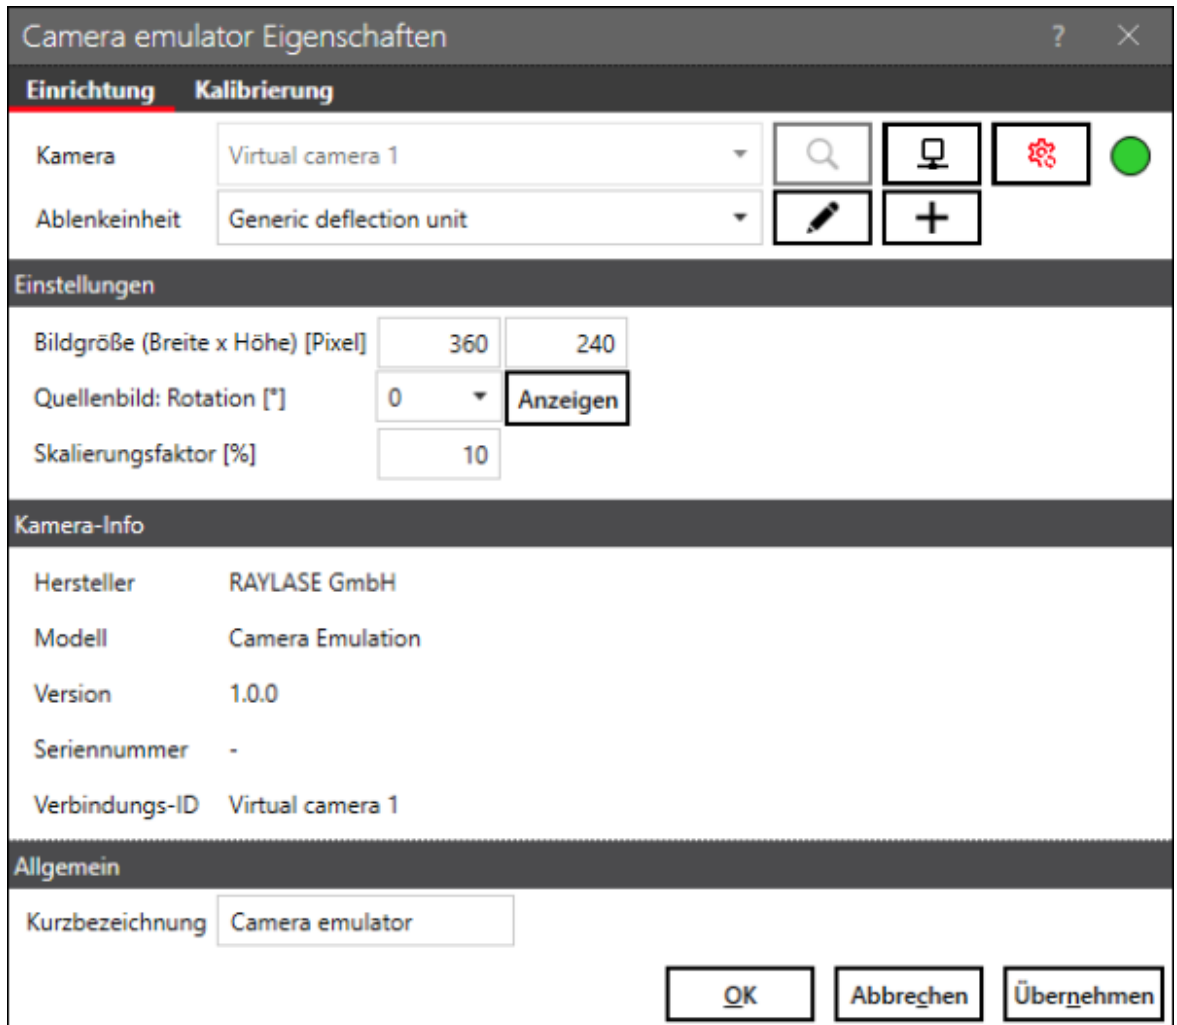 Camera emulator Eigenschaften ?
Einrichtung Kalibrierung
Kamera Virtual camera 1
Ablenkeinheit Generic deflection unit
Einstellungen
Bildgröße (Breite x Höhe) [Pixel] 360 240
Quellenbild: Rotation [°] 0 Anzeigen
Skalierungsfaktor [%] 10
Kamera-Info
Hersteller RAYLASE GmbH
Modell Camera Emulation
Version 1.0.0
Seriennummer -
Verbindungs-ID Virtual camera 1
Allgemein
Kurzbezeichnung Camera emulator
OK Abbrechen Übernehmen